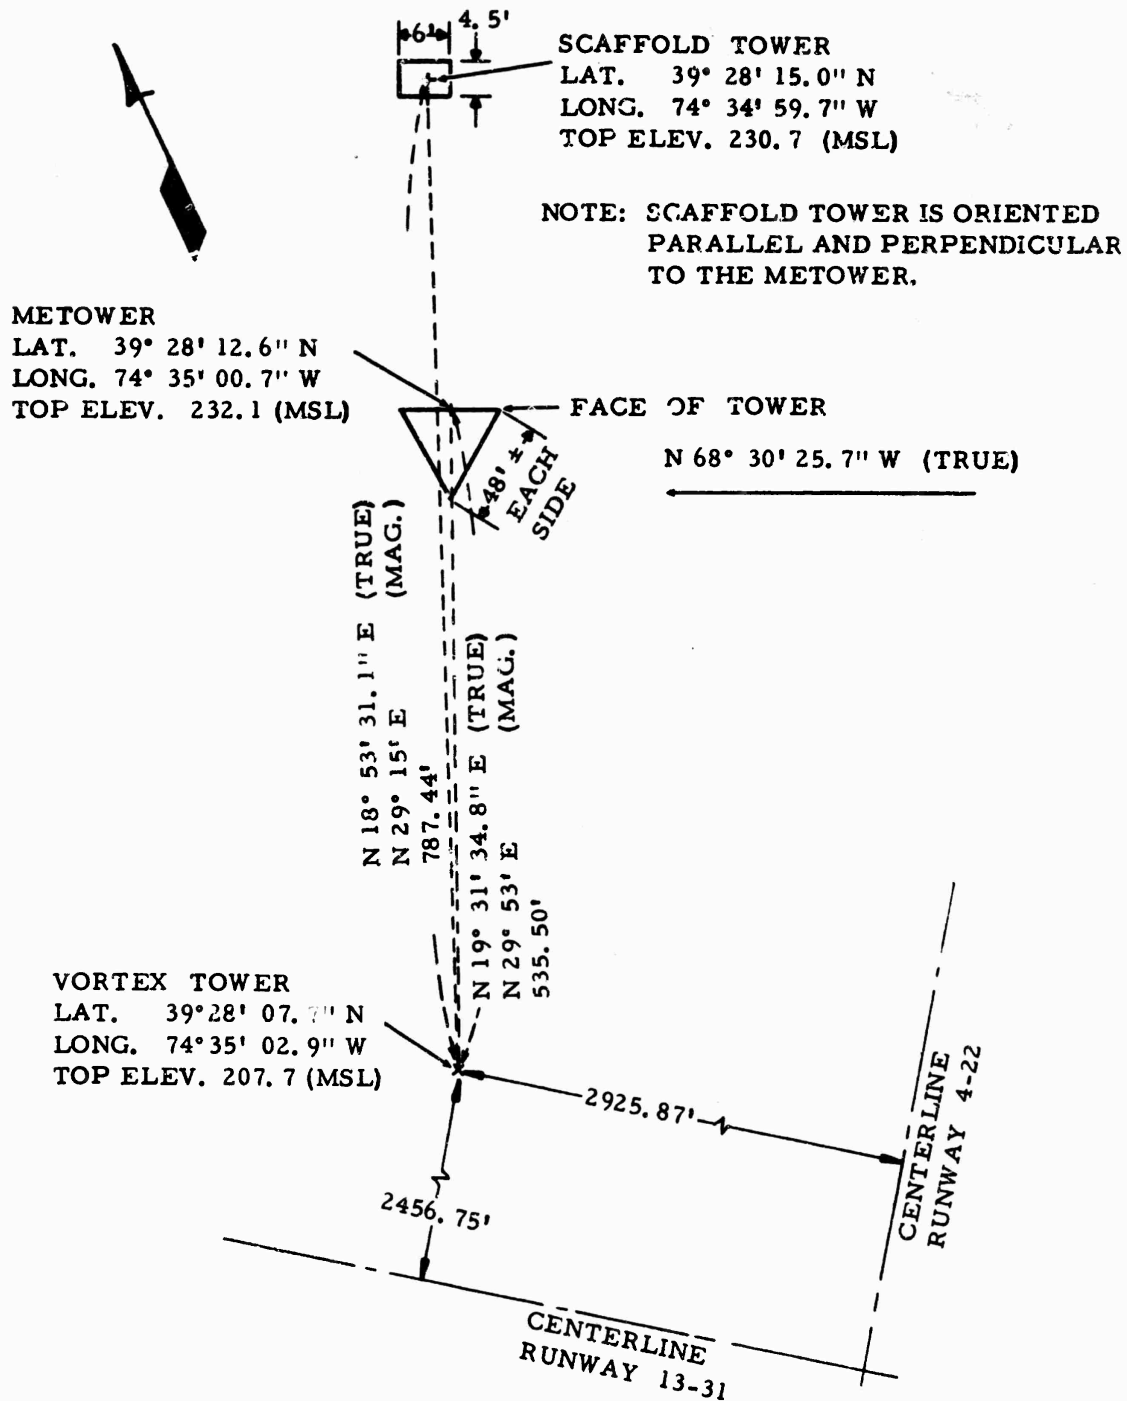 6'
4.5'
SCAFFOLD TOWER
LAT. 39° 28' 15.0" N
LONG. 74° 34' 59.7" W
TOP ELEV. 230.7 (MSL)
NOTE: SCAFFOLD TOWER IS ORIENTED
PARALLEL AND PERPENDICULAR
TO THE METOWER.
METOWER
LAT. 39° 28' 12.6" N
LONG. 74° 35' 00.7" W
TOP ELEV. 232.1 (MSL)
FACE OF TOWER
N 68° 30' 25.7" W (TRUE)
48' ±
EACH
SIDE
N 18° 53' 31.1" E (TRUE)
N 29° 15' E (MAG.)
787.44'
N 19° 31' 34.8" E (TRUE)
N 29° 53' E (MAG.)
535.50'
VORTEX TOWER
LAT. 39° 28' 07.7" N
LONG. 74° 35' 02.9" W
TOP ELEV. 207.7 (MSL)
2925.87'
2456.75'
CENTERLINE
RUNWAY 4-22
CENTERLINE
RUNWAY 13-31